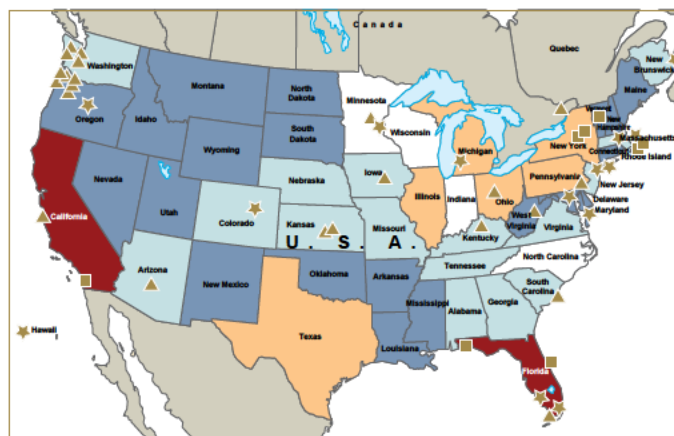 Canada
Quebec
New
Brunswick
Washington
Montana
North
Dakota
Minnesota
Maine
Vermont
New
Hampshire
Oregon
Idaho
South
Dakota
Wisconsin
Michigan
New York
Massachusetts
Connecticut
Rhode Island
Wyoming
Nebraska
Iowa
Illinois
Indiana
Ohio
Pennsylvania
New Jersey
Nevada
Utah
Colorado
Kansas
Missouri
West
Virginia
Virginia
Delaware
Maryland
California
U. S. A.
Kentucky
Arizona
New Mexico
Oklahoma
Arkansas
Tennessee
North Carolina
South
Carolina
Mississippi
Alabama
Georgia
Hawaii
Texas
Louisiana
Florida